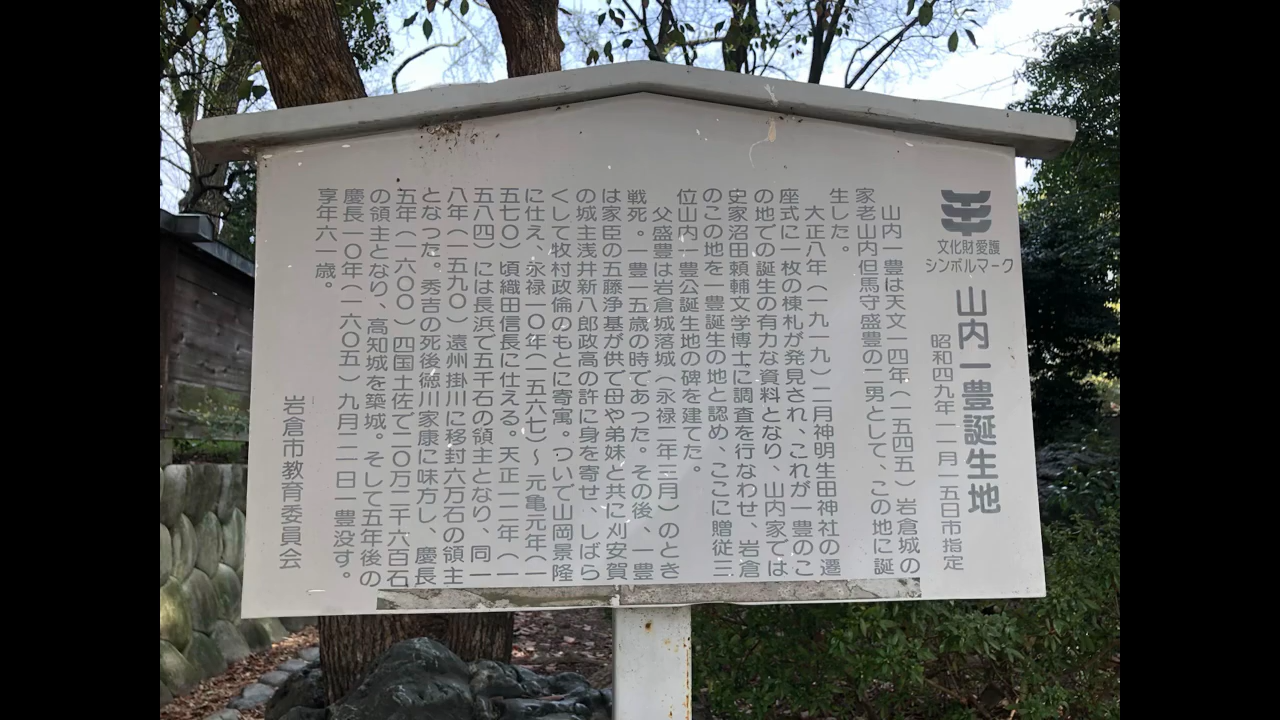 文化財愛護
シンボルマーク
山内一豊誕生地
昭和四九年一一月一五日市指定
山内一豊は天文一四年(一五四五)岩倉城の
家老山内但馬守盛豊の二男として、この地に誕
生した。
大正八年(一九一九)二月神明生田神社の遷
座式に一枚の棟札が発見され、これが一豊のこ
の地での誕生の有力な資料となり、山内家では
史家沼田頼輔文学博士に調査を行なわせ、岩倉
のこの地を一豊誕生の地と認め、ここに贈従三
位山内一豊公誕生地の碑を建てた。
父盛豊は岩倉城落城(永禄二年三月)のとき
戦死。一豊一五歳の時であった。その後、一豊
は家臣の五藤浄基が供で母や弟妹と共に刈安賀
の城主浅井新八郎政高の許に身を寄せ、しばら
くして牧村政倫のもとに寄寓。ついで山岡景隆
に仕え、永禄一〇年(一五六七)~元亀元年(一
五七〇)頃織田信長に仕える。天正一二年(一
五八四)には長浜で五千石の領主となり、同一
八年(一五九〇)遠州掛川に移封六万石の領主
となった。秀吉の死後徳川家康に味方し、慶長
五年(一六〇〇)四国土佐で二〇万二千六百石
の領主となり、高知城を築城。そして五年後の
慶長一〇年(一六〇五)九月二一日一豊没す。
享年六一歳。
岩倉市教育委員会